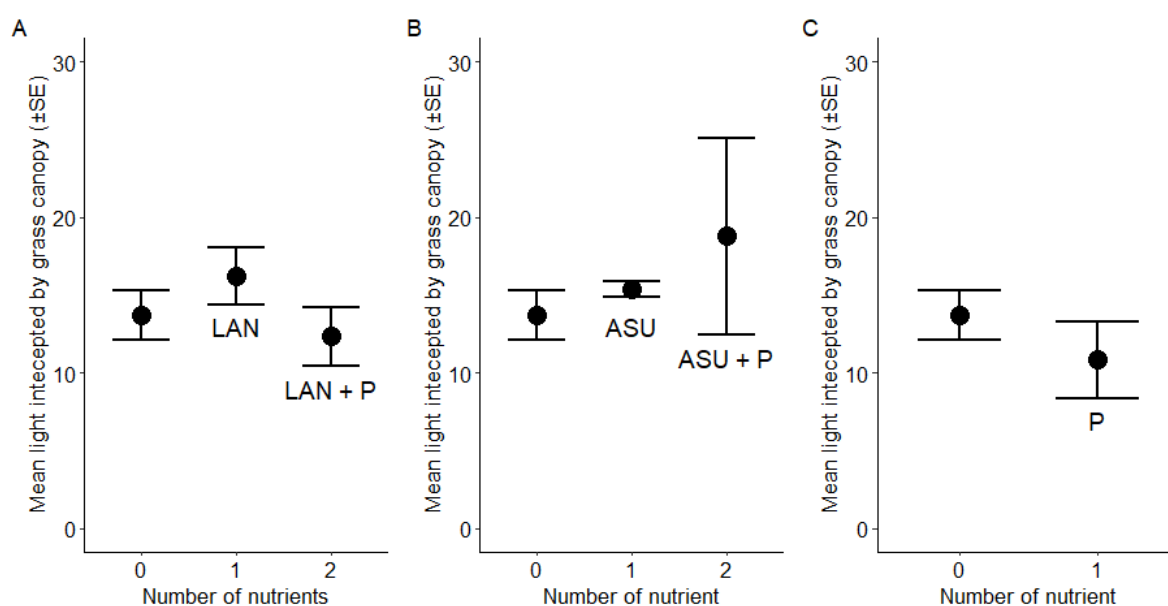 A
Mean light intecepted by grass canopy (±SE)
30
20
10
0
LAN
LAN + P
0 1 2
Number of nutrients
B
Mean light intecepted by grass canopy (±SE)
30
20
10
0
ASU
ASU + P
0 1 2
Number of nutrient
C
Mean light intecepted by grass canopy (±SE)
30
20
10
0
P
0 1
Number of nutrient